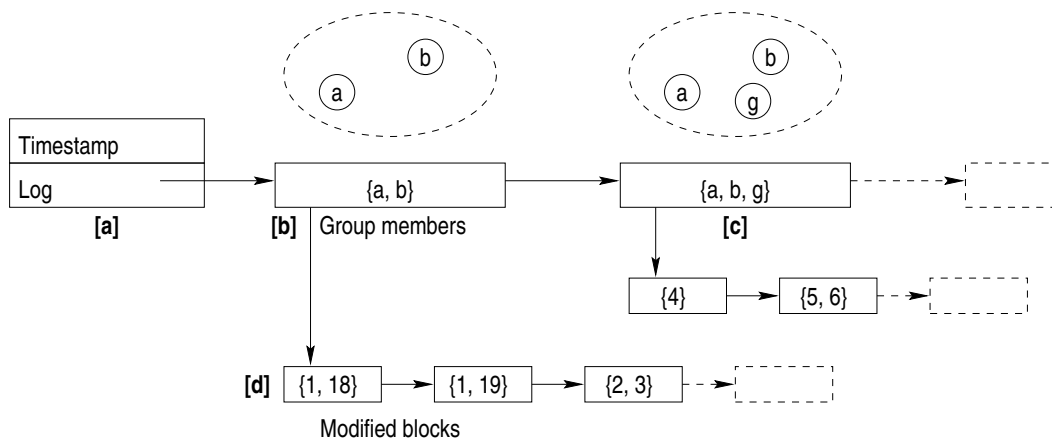 b
a
b
a
g
Timestamp
Log
{a, b}
{a, b, g}
[a]
[b] Group members
[c]
{4}
{5, 6}
[d]
{1, 18}
{1, 19}
{2, 3}
Modified blocks